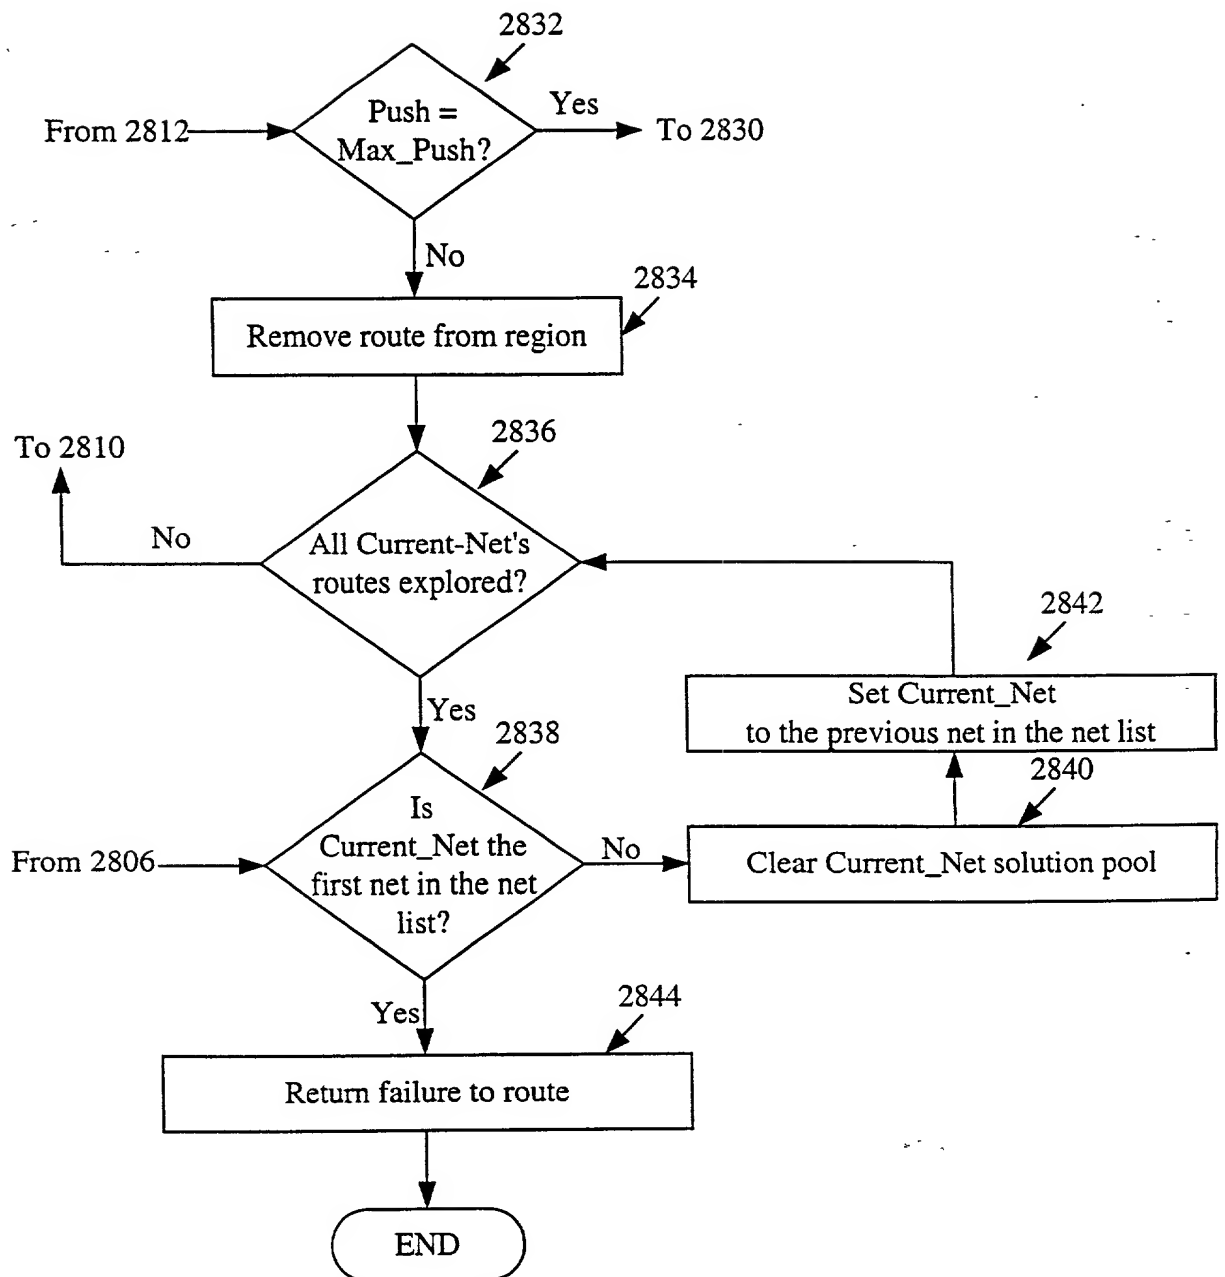 2832
Push =
Max_Push?
Yes
From 2812
To 2830
No
2834
Remove route from region
To 2810
2836
No
All Current-Net's
routes explored?
2842
Set Current_Net
to the previous net in the net list
Yes
2838
2840
Is
Current_Net the
first net in the net
list?
From 2806
No
Clear Current_Net solution pool
Yes
2844
Return failure to route
END